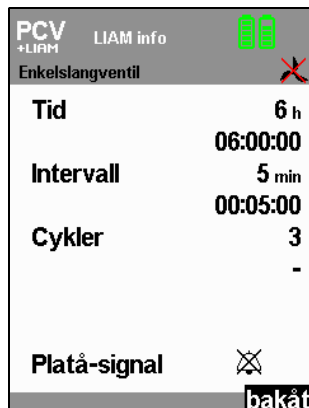 PCV LIAM info
+LIAM
Enkelslangventil
Tid 6 h
06:00:00
Intervall 5 min
00:05:00
Cykler 3
-
Platå-signal
bakåt